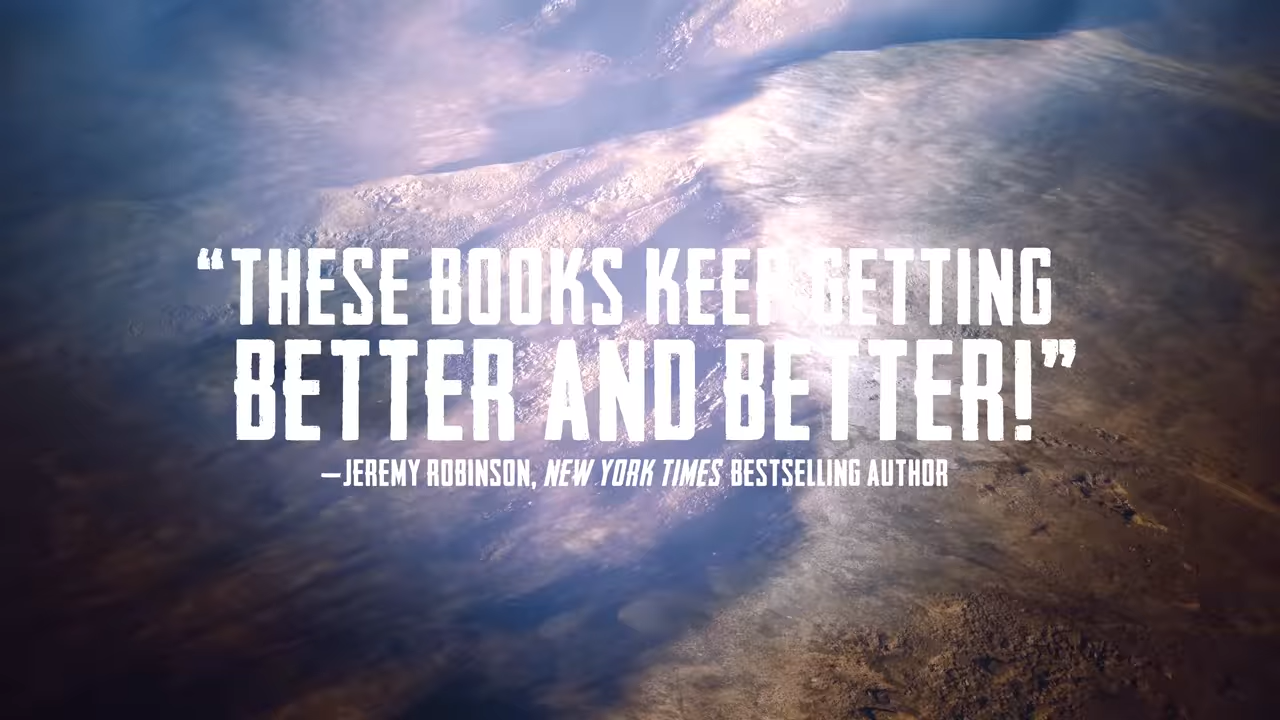 “THESE BOOKS KEEP GETTING
BETTER AND BETTER!”
—JEREMY ROBINSON, NEW YORK TIMES BESTSELLING AUTHOR